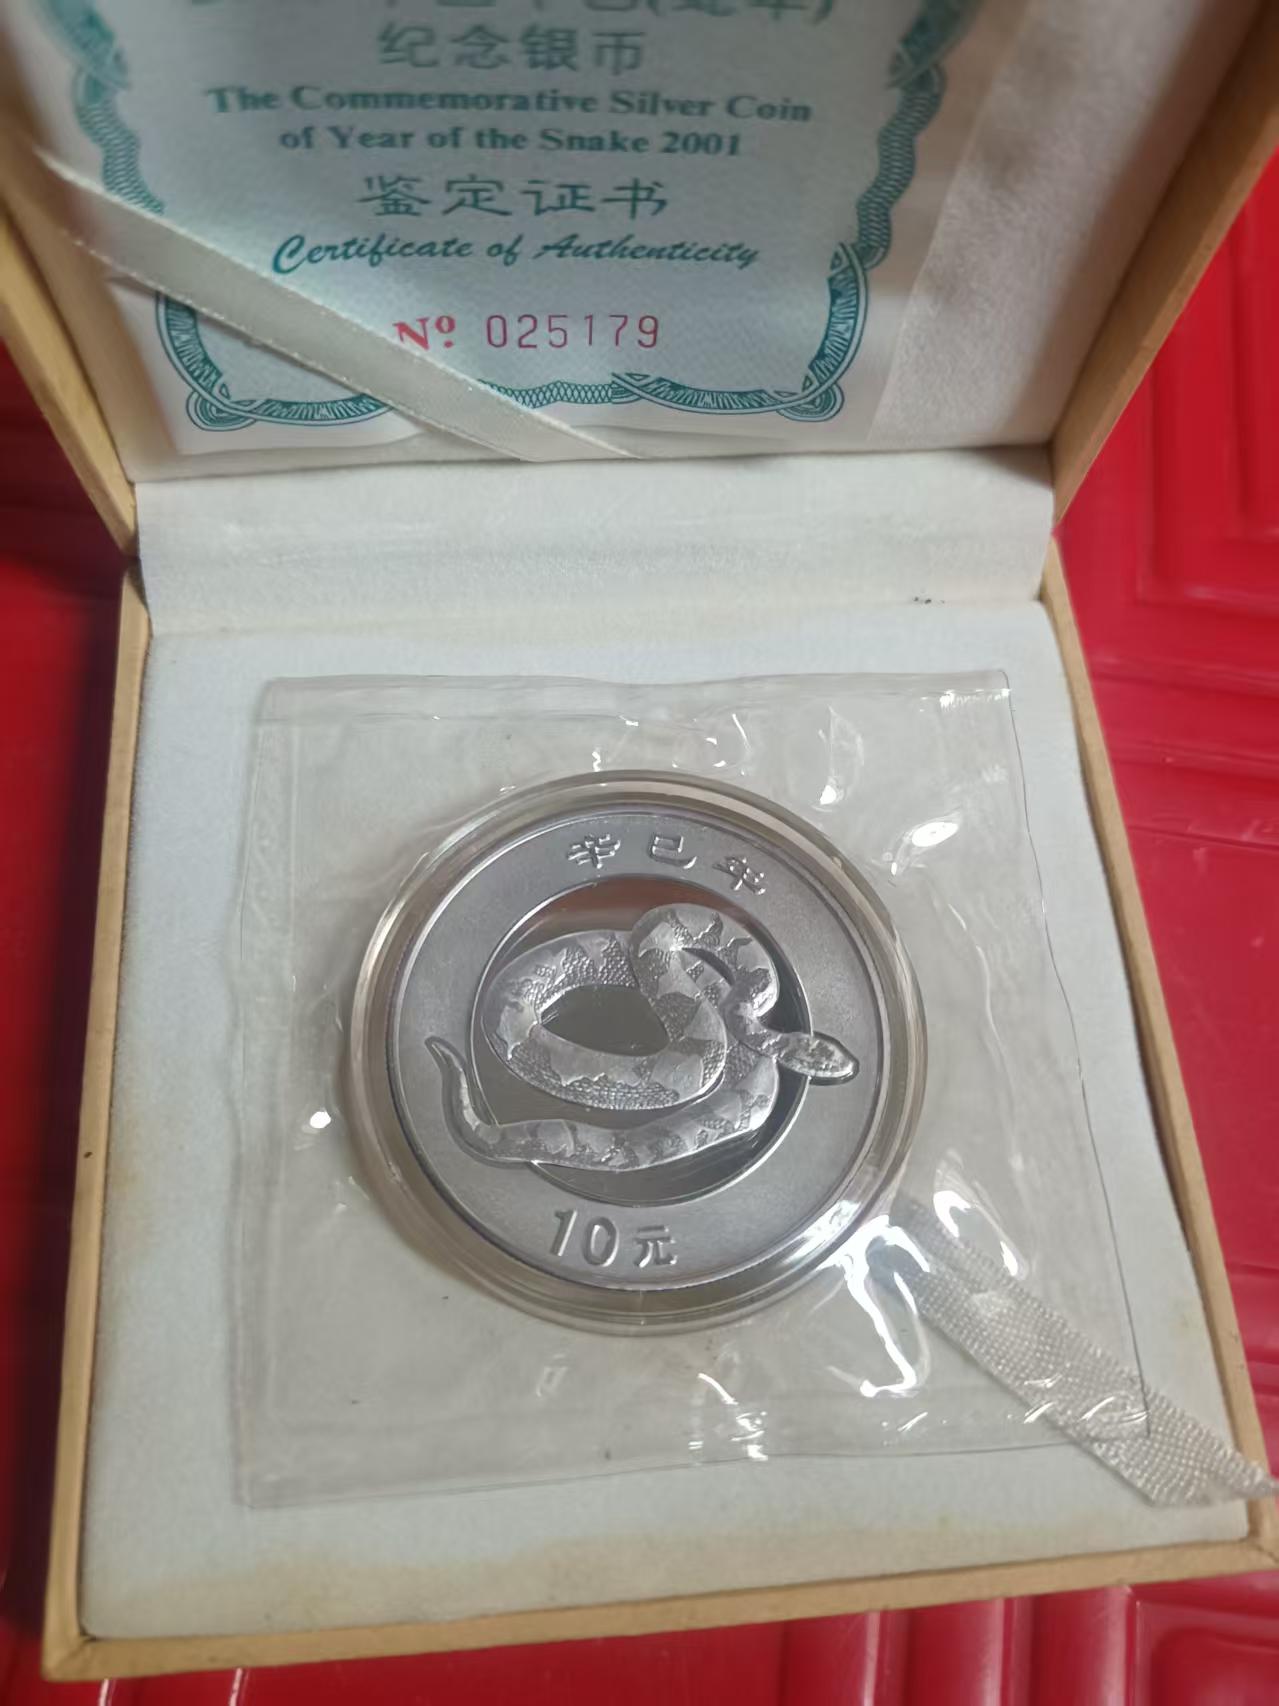 纪念银币
The Commemorative Silver Coin
of Year of the Snake 2001
鉴定证书
Certificate of Authenticity
Nº 025179
辛巳年
10元